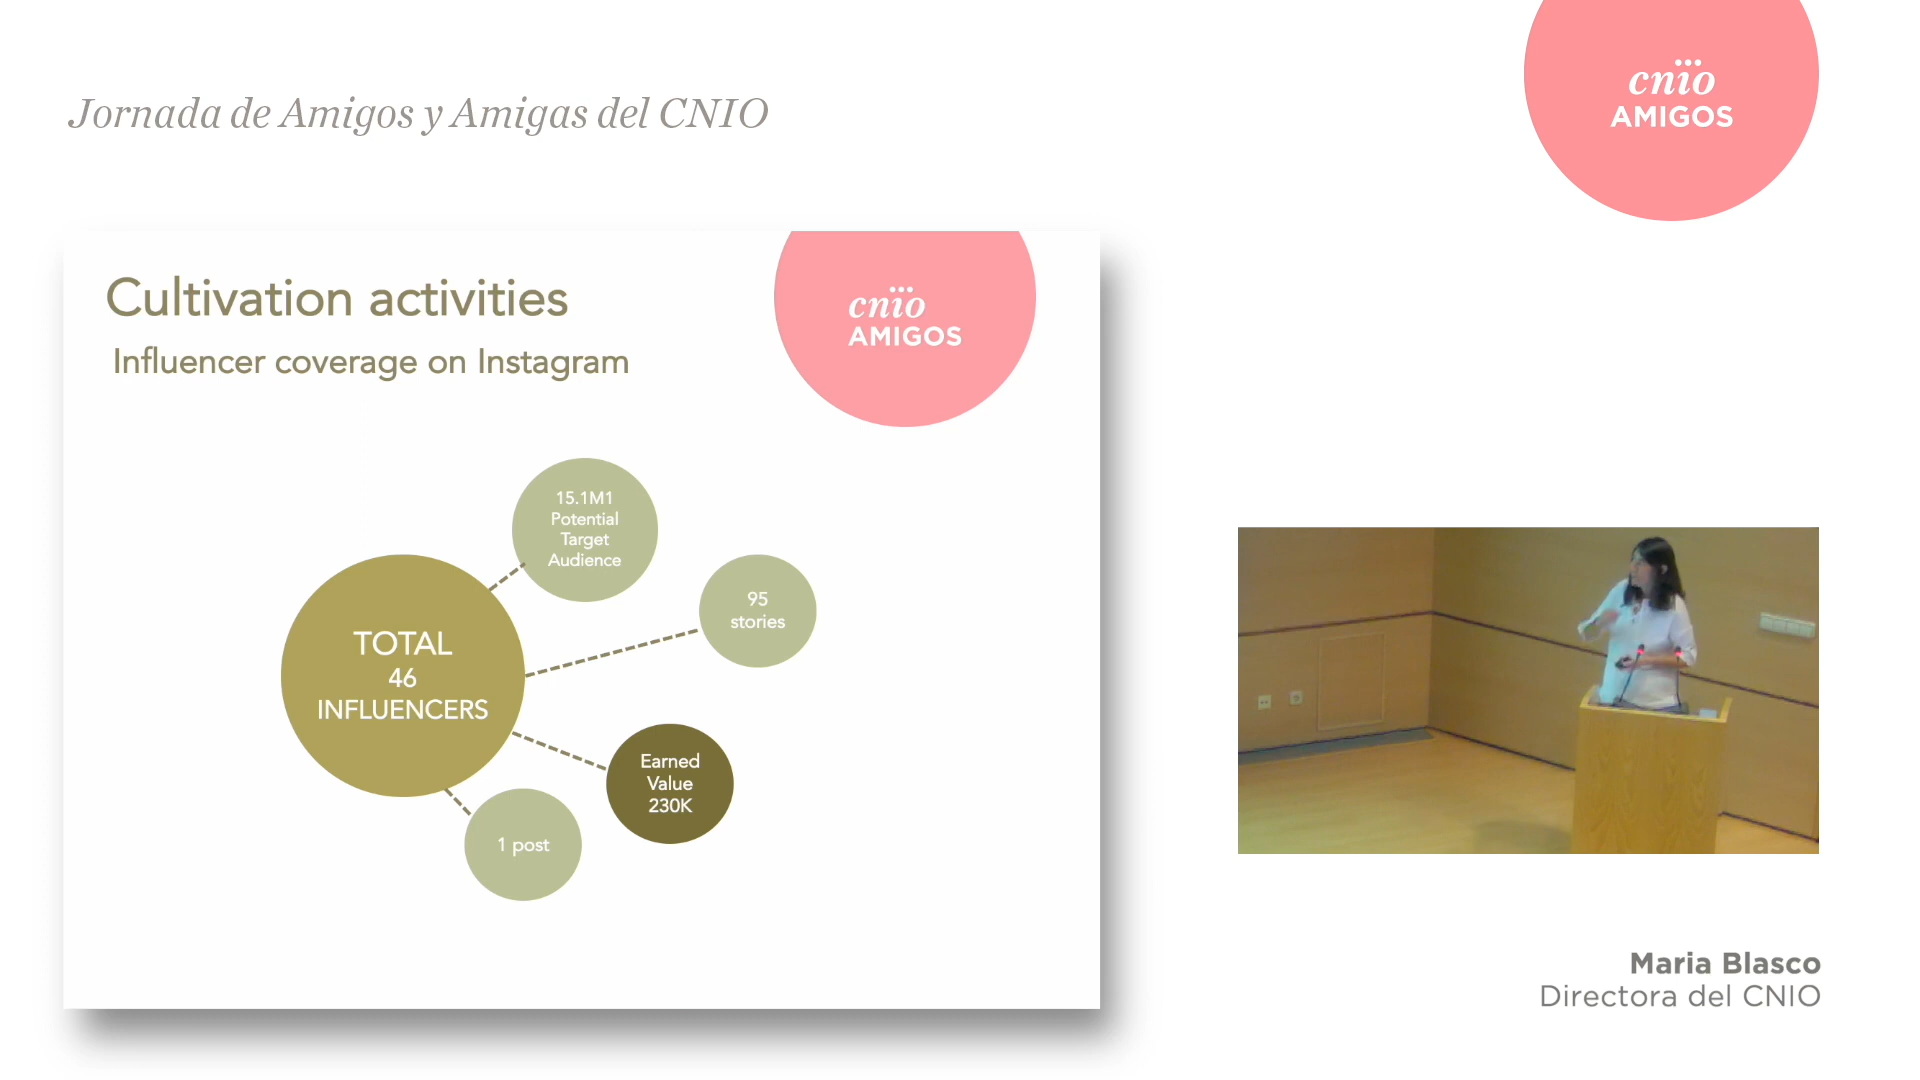 Jornada de Amigos y Amigas del CNIO
cnio
AMIGOS
Cultivation activities
Influencer coverage on Instagram
cnio
AMIGOS
15.1M1
Potential
Target
Audience
95
stories
TOTAL
46
INFLUENCERS
Earned
Value
230K
1 post
Maria Blasco
Directora del CNIO